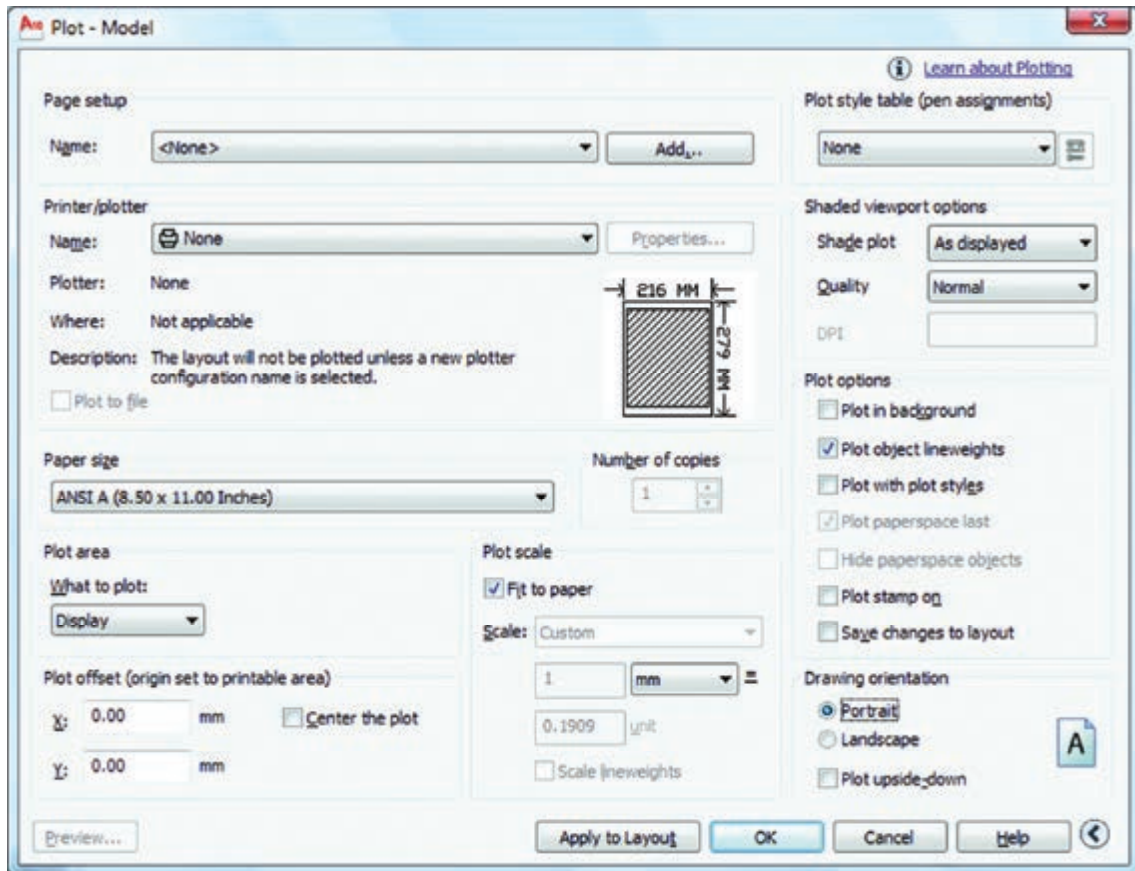 Plot - Model
Learn about Plotting
Page setup
Name:
<None>
Add...
Plot style table (pen assignments)
None
Printer/plotter
Name:
None
Properties...
Plotter:
None
Where:
Not applicable
Description:
The layout will not be plotted unless a new plotter
configuration name is selected.
Plot to file
216 MM
279 MM
Shaded viewport options
Shade plot
As displayed
Quality
Normal
DPI
Paper size
ANSI A (8.50 x 11.00 Inches)
Number of copies
1
Plot options
Plot in background
Plot object lineweights
Plot with plot styles
Plot paperspace last
Hide paperspace objects
Plot stamp on
Save changes to layout
Plot area
What to plot:
Display
Plot scale
Fit to paper
Scale:
Custom
1
mm
=
0.1909
unit
Scale lineweights
Plot offset (origin set to printable area)
X:
0.00
mm
Center the plot
Y:
0.00
mm
Drawing orientation
Portrait
Landscape
Plot upside-down
A
Preview...
Apply to Layout
OK
Cancel
Help